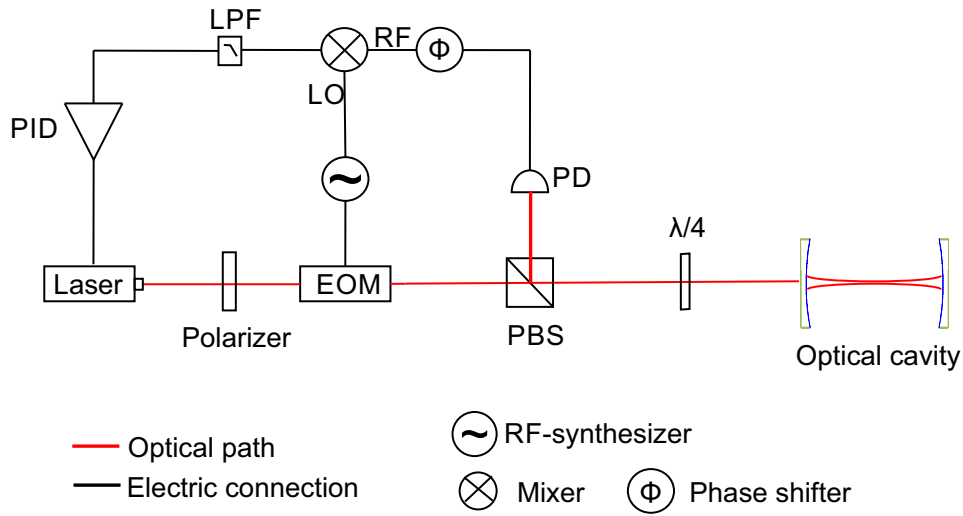 LPF
RF
Φ
LO
PID
~
PD
λ/4
Laser
EOM
Polarizer
PBS
Optical cavity
Optical path
~ RF-synthesizer
Electric connection
Mixer
Φ Phase shifter